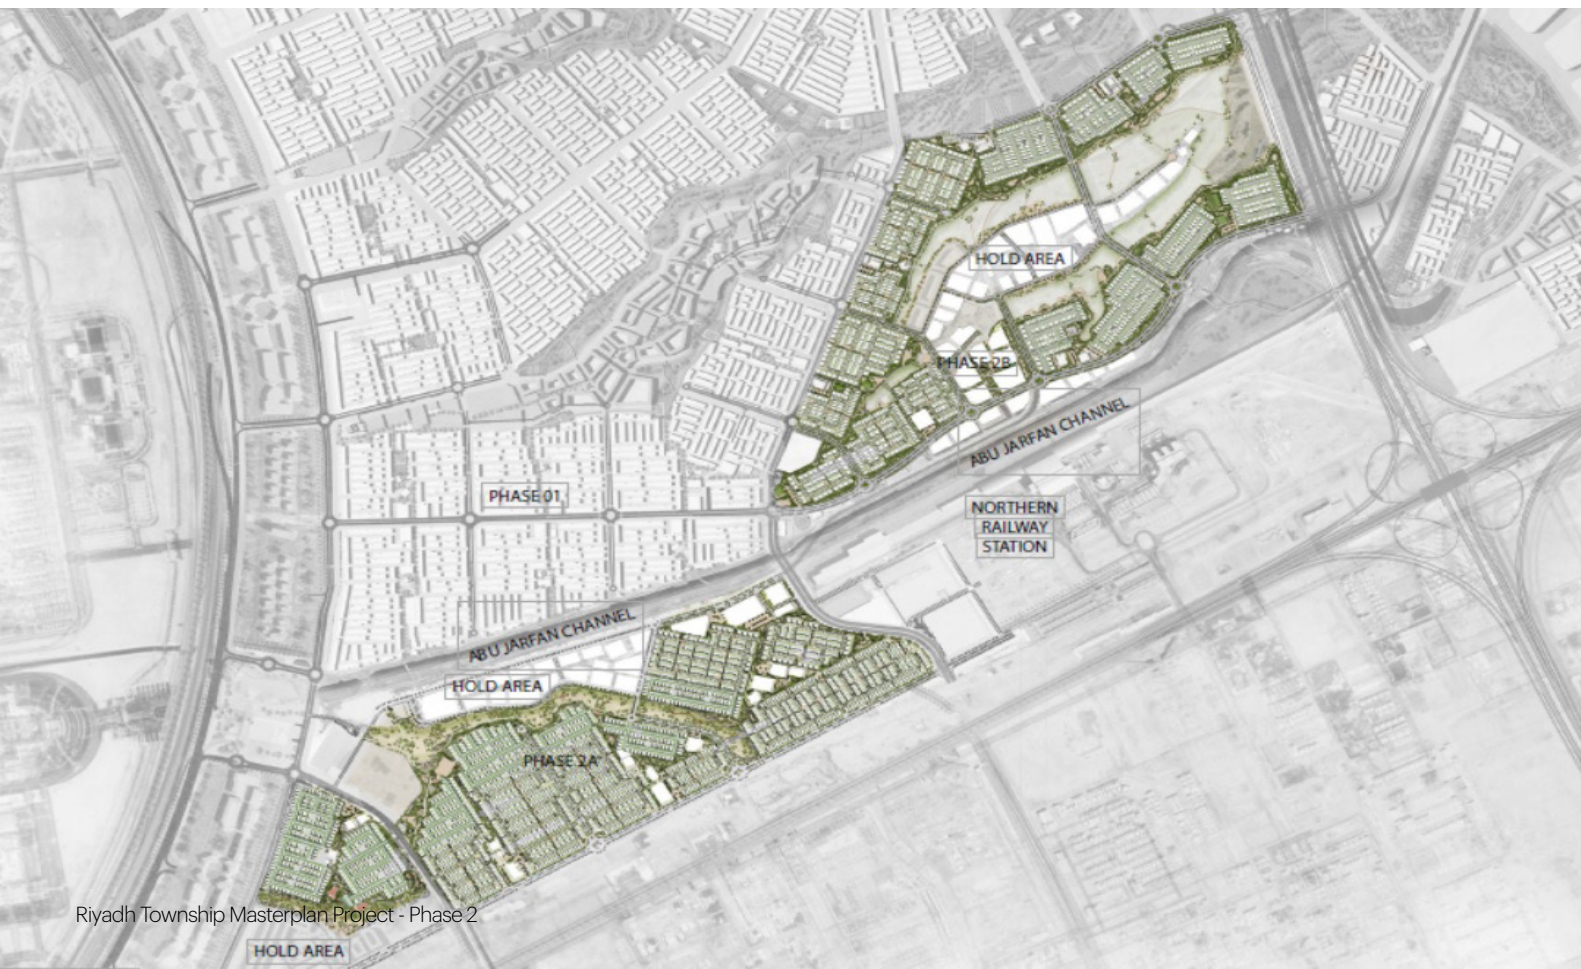 HOLD AREA
PHASE 2B
ABU JARFAN CHANNEL
PHASE 01
NORTHERN
RAILWAY
STATION
ABU JARFAN CHANNEL
HOLD AREA
PHASE 2A
Riyadh Township Masterplan Project - Phase 2
HOLD AREA